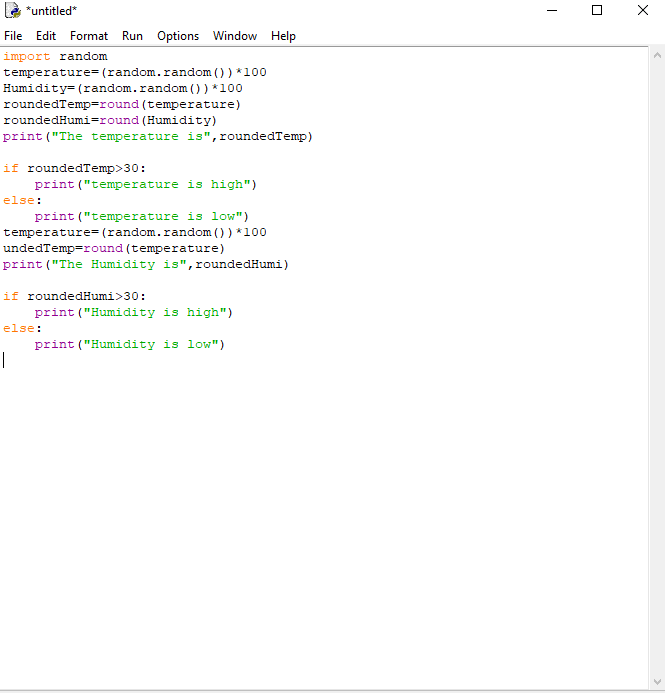 *untitled*
File Edit Format Run Options Window Help
import random
temperature=(random.random())*100
Humidity=(random.random())*100
roundedTemp=round(temperature)
roundedHumi=round(Humidity)
print("The temperature is",roundedTemp)

if roundedTemp>30:
    print("temperature is high")
else:
    print("temperature is low")
temperature=(random.random())*100
undedTemp=round(temperature)
print("The Humidity is",roundedHumi)

if roundedHumi>30:
    print("Humidity is high")
else:
    print("Humidity is low")